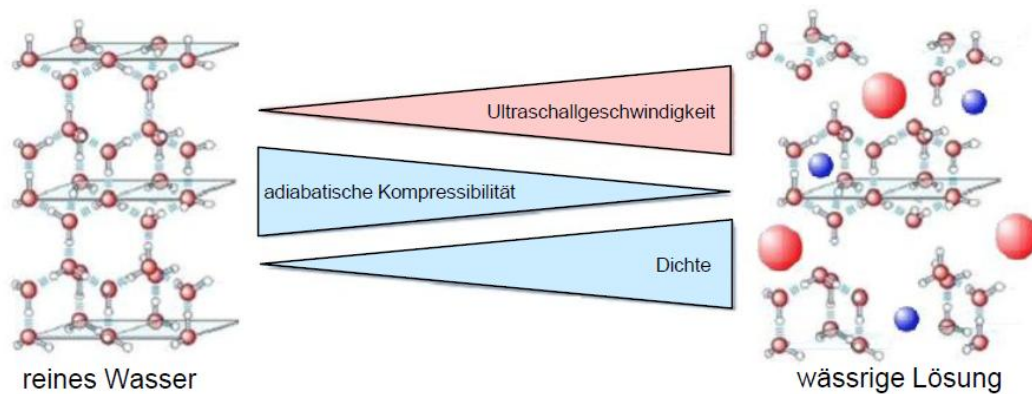 Ultraschallgeschwindigkeit
adiabatische Kompressibilität
Dichte
reines Wasser
wässrige Lösung